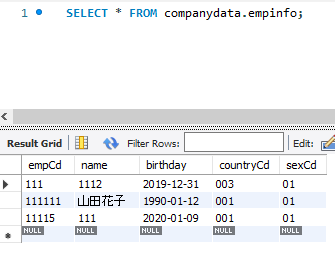 1 SELECT * FROM companydata.empinfo;
Result Grid Filter Rows: Edit:
empCd name birthday countryCd sexCd
111 1112 2019-12-31 003 01
111111 山田花子 1990-01-12 001 01
11115 111 2020-01-09 001 01
NULL NULL NULL NULL NULL